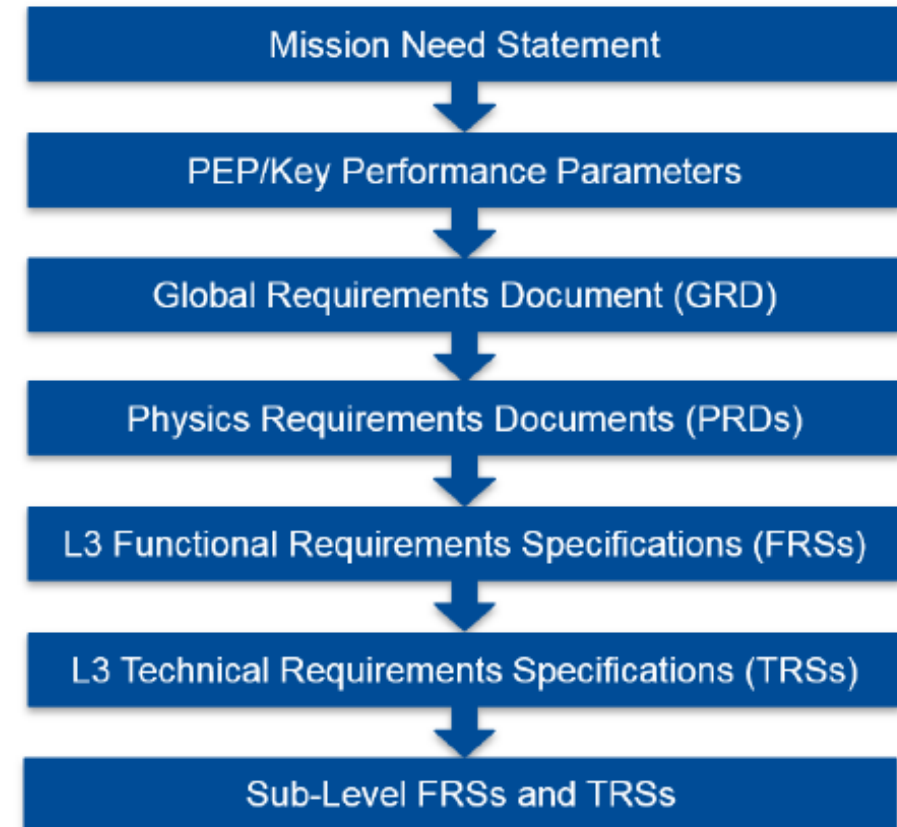 Mission Need Statement
PEP/Key Performance Parameters
Global Requirements Document (GRD)
Physics Requirements Documents (PRDs)
L3 Functional Requirements Specifications (FRSs)
L3 Technical Requirements Specifications (TRSs)
Sub-Level FRSs and TRSs